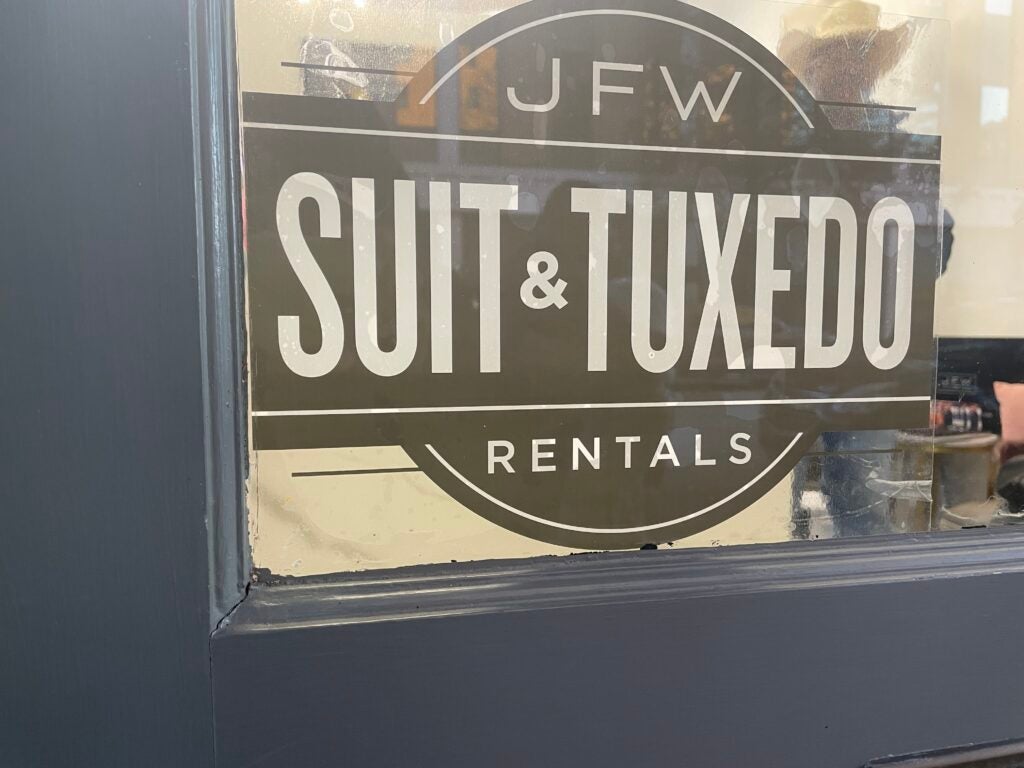 JFW
SUIT & TUXEDO
RENTALS